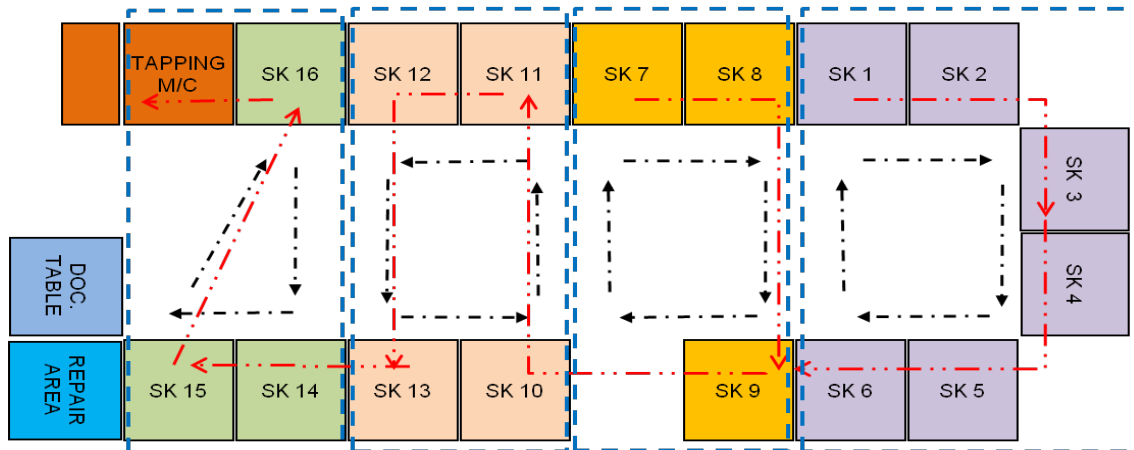 TAPPING
M/C
SK 16
SK 12
SK 11
SK 7
SK 8
SK 1
SK 2
SK 3
SK 4
DOC.
TABLE
REPAIR
AREA
SK 15
SK 14
SK 13
SK 10
SK 9
SK 6
SK 5